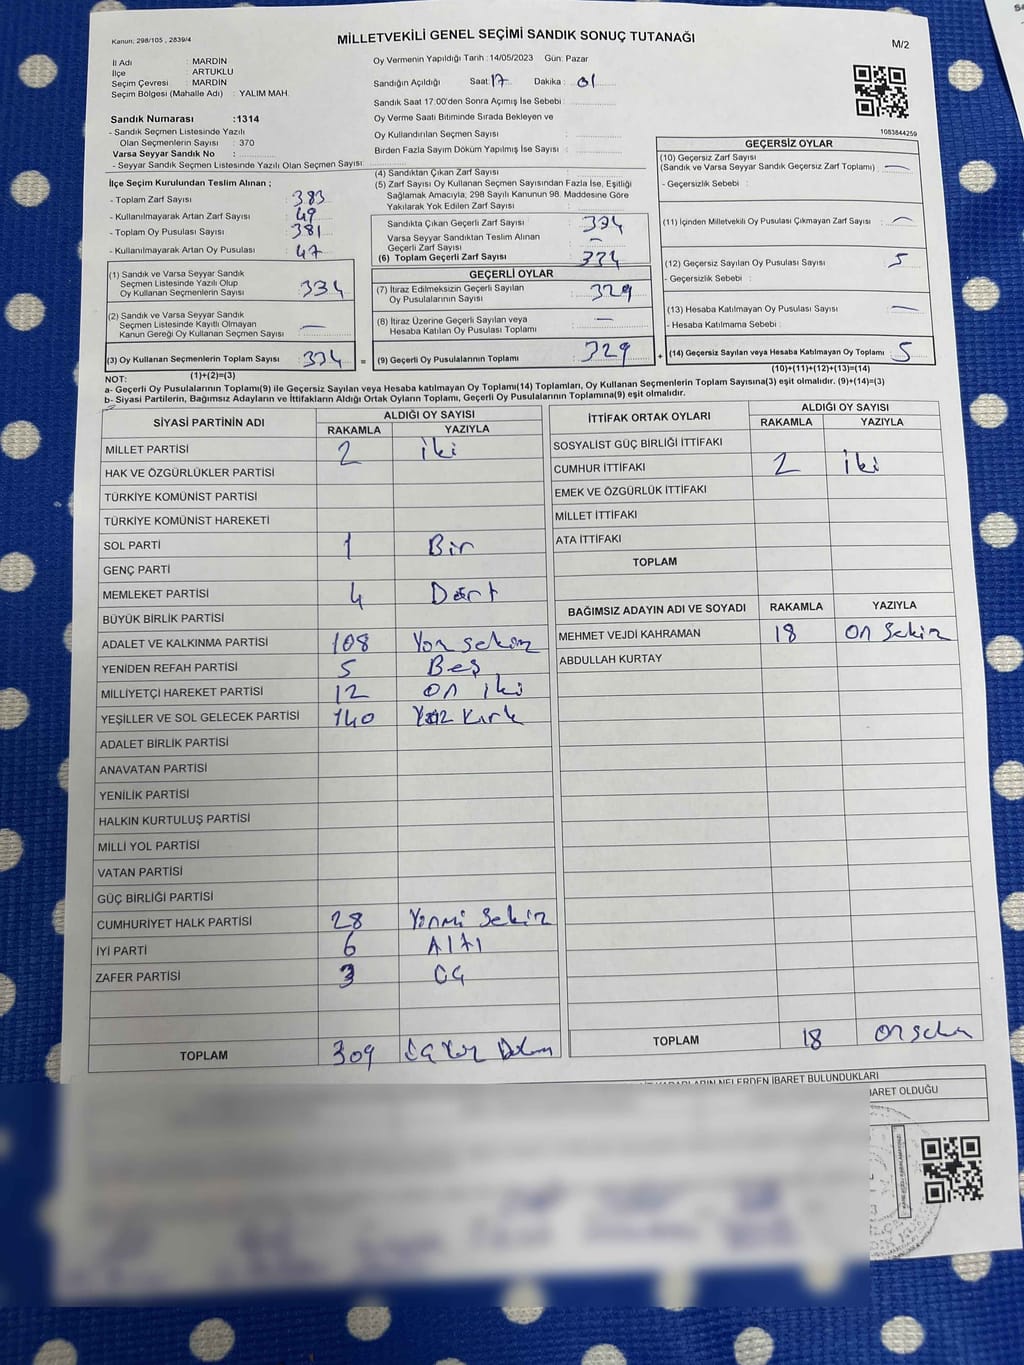 Kanun; 298/105 , 2839/4
MİLLETVEKİLİ GENEL SEÇİMİ SANDIK SONUÇ TUTANAĞI
M/2
İl Adı : MARDİN
İlçe : ARTUKLU
Seçim Çevresi : MARDİN
Seçim Bölgesi (Mahalle Adı) : YALIM MAH.
Oy Vermenin Yapıldığı Tarih : 14/05/2023 Gün: Pazar
Sandığın Açıldığı Saat: 17 Dakika : 01
Sandık Saat 17:00'den Sonra Açımış İse Sebebi :
Oy Verme Saati Bitiminde Sırada Bekleyen ve
Oy Kullandırılan Seçmen Sayısı :
Birden Fazla Sayım Döküm Yapılmış İse Sayısı :
1083844259
Sandık Numarası :1314
- Sandık Seçmen Listesinde Yazılı
Olan Seçmenlerin Sayısı : 370
Varsa Seyyar Sandık No :
- Seyyar Sandık Seçmen Listesinde Yazılı Olan Seçmen Sayısı :
İlçe Seçim Kurulundan Teslim Alınan ;
- Toplam Zarf Sayısı : 383
- Kullanılmayarak Artan Zarf Sayısı : 49
- Toplam Oy Pusulası Sayısı : 381
- Kullanılmayarak Artan Oy Pusulası : 47
(1) Sandık ve Varsa Seyyar Sandık
Seçmen Listesinde Yazılı Olup
Oy Kullanan Seçmenlerin Sayısı : 334
(2) Sandık ve Varsa Seyyar Sandık
Seçmen Listesinde Kayıtlı Olmayan
Kanun Gereği Oy Kullanan Seçmen Sayısı : —
(3) Oy Kullanan Seçmenlerin Toplam Sayısı : 334
(1)+(2)=(3)
(4) Sandıktan Çıkan Zarf Sayısı :
(5) Zarf Sayısı Oy Kullanan Seçmen Sayısından Fazla İse, Eşitliği
Sağlamak Amacıyla; 298 Sayılı Kanunun 98. Maddesine Göre
Yakılarak Yok Edilen Zarf Sayısı :
Sandıkta Çıkan Geçerli Zarf Sayısı : 334
Varsa Seyyar Sandıktan Teslim Alınan
Geçerli Zarf Sayısı : —
(6) Toplam Geçerli Zarf Sayısı : 334
GEÇERLİ OYLAR
(7) İtiraz Edilmeksizin Geçerli Sayılan
Oy Pusulalarının Sayısı : 329
(8) İtiraz Üzerine Geçerli Sayılan veya
Hesaba Katılan Oy Pusulası Toplamı : —
= (9) Geçerli Oy Pusulalarının Toplamı : 329
GEÇERSİZ OYLAR
(10) Geçersiz Zarf Sayısı
(Sandık ve Varsa Seyyar Sandık Geçersiz Zarf Toplamı) : —
- Geçersizlik Sebebi :
(11) İçinden Milletvekili Oy Pusulası Çıkmayan Zarf Sayısı : —
(12) Geçersiz Sayılan Oy Pusulası Sayısı : 5
- Geçersizlik Sebebi :
(13) Hesaba Katılmayan Oy Pusulası Sayısı : —
- Hesaba Katılmama Sebebi :
+ (14) Geçersiz Sayılan veya Hesaba Katılmayan Oy Toplamı : 5
(10)+(11)+(12)+(13)=(14)
NOT:
a- Geçerli Oy Pusulalarının Toplamı(9) ile Geçersiz Sayılan veya Hesaba katılmayan Oy Toplamı(14) Toplamları, Oy Kullanan Seçmenlerin Toplam Sayısına(3) eşit olmalıdır. (9)+(14)=(3)
b- Siyasi Partilerin, Bağımsız Adayların ve İttifakların Aldığı Ortak Oyların Toplamı, Geçerli Oy Pusulalarının Toplamına(9) eşit olmalıdır.
SİYASİ PARTİNİN ADI ALDIĞI OY SAYISI
RAKAMLA YAZIYLA
MİLLET PARTİSİ 2 iki
HAK VE ÖZGÜRLÜKLER PARTİSİ
TÜRKİYE KOMÜNİST PARTİSİ
TÜRKİYE KOMÜNİST HAREKETİ
SOL PARTİ 1 Bir
GENÇ PARTİ
MEMLEKET PARTİSİ 4 Dört
BÜYÜK BİRLİK PARTİSİ
ADALET VE KALKINMA PARTİSİ 108 Yüz sekiz
YENİDEN REFAH PARTİSİ 5 Beş
MİLLİYETÇİ HAREKET PARTİSİ 12 on iki
YEŞİLLER VE SOL GELECEK PARTİSİ 140 Yüz Kırk
ADALET BİRLİK PARTİSİ
ANAVATAN PARTİSİ
YENİLİK PARTİSİ
HALKIN KURTULUŞ PARTİSİ
MİLLİ YOL PARTİSİ
VATAN PARTİSİ
GÜÇ BİRLİĞİ PARTİSİ
CUMHURİYET HALK PARTİSİ 28 Yirmi Sekiz
İYİ PARTİ 6 Altı
ZAFER PARTİSİ 3 Üç
TOPLAM 309 Üç Yüz Dokuz
İTTİFAK ORTAK OYLARI ALDIĞI OY SAYISI
RAKAMLA YAZIYLA
SOSYALİST GÜÇ BİRLİĞİ İTTİFAKI
CUMHUR İTTİFAKI 2 iki
EMEK VE ÖZGÜRLÜK İTTİFAKI
MİLLET İTTİFAKI
ATA İTTİFAKI
TOPLAM
BAĞIMSIZ ADAYIN ADI VE SOYADI RAKAMLA YAZIYLA
MEHMET VEJDİ KAHRAMAN 18 on Sekiz
ABDULLAH KURTAY
TOPLAM 18 on sekiz
NELERDEN İBARET BULUNDUKLARI
İBARET OLDUĞU